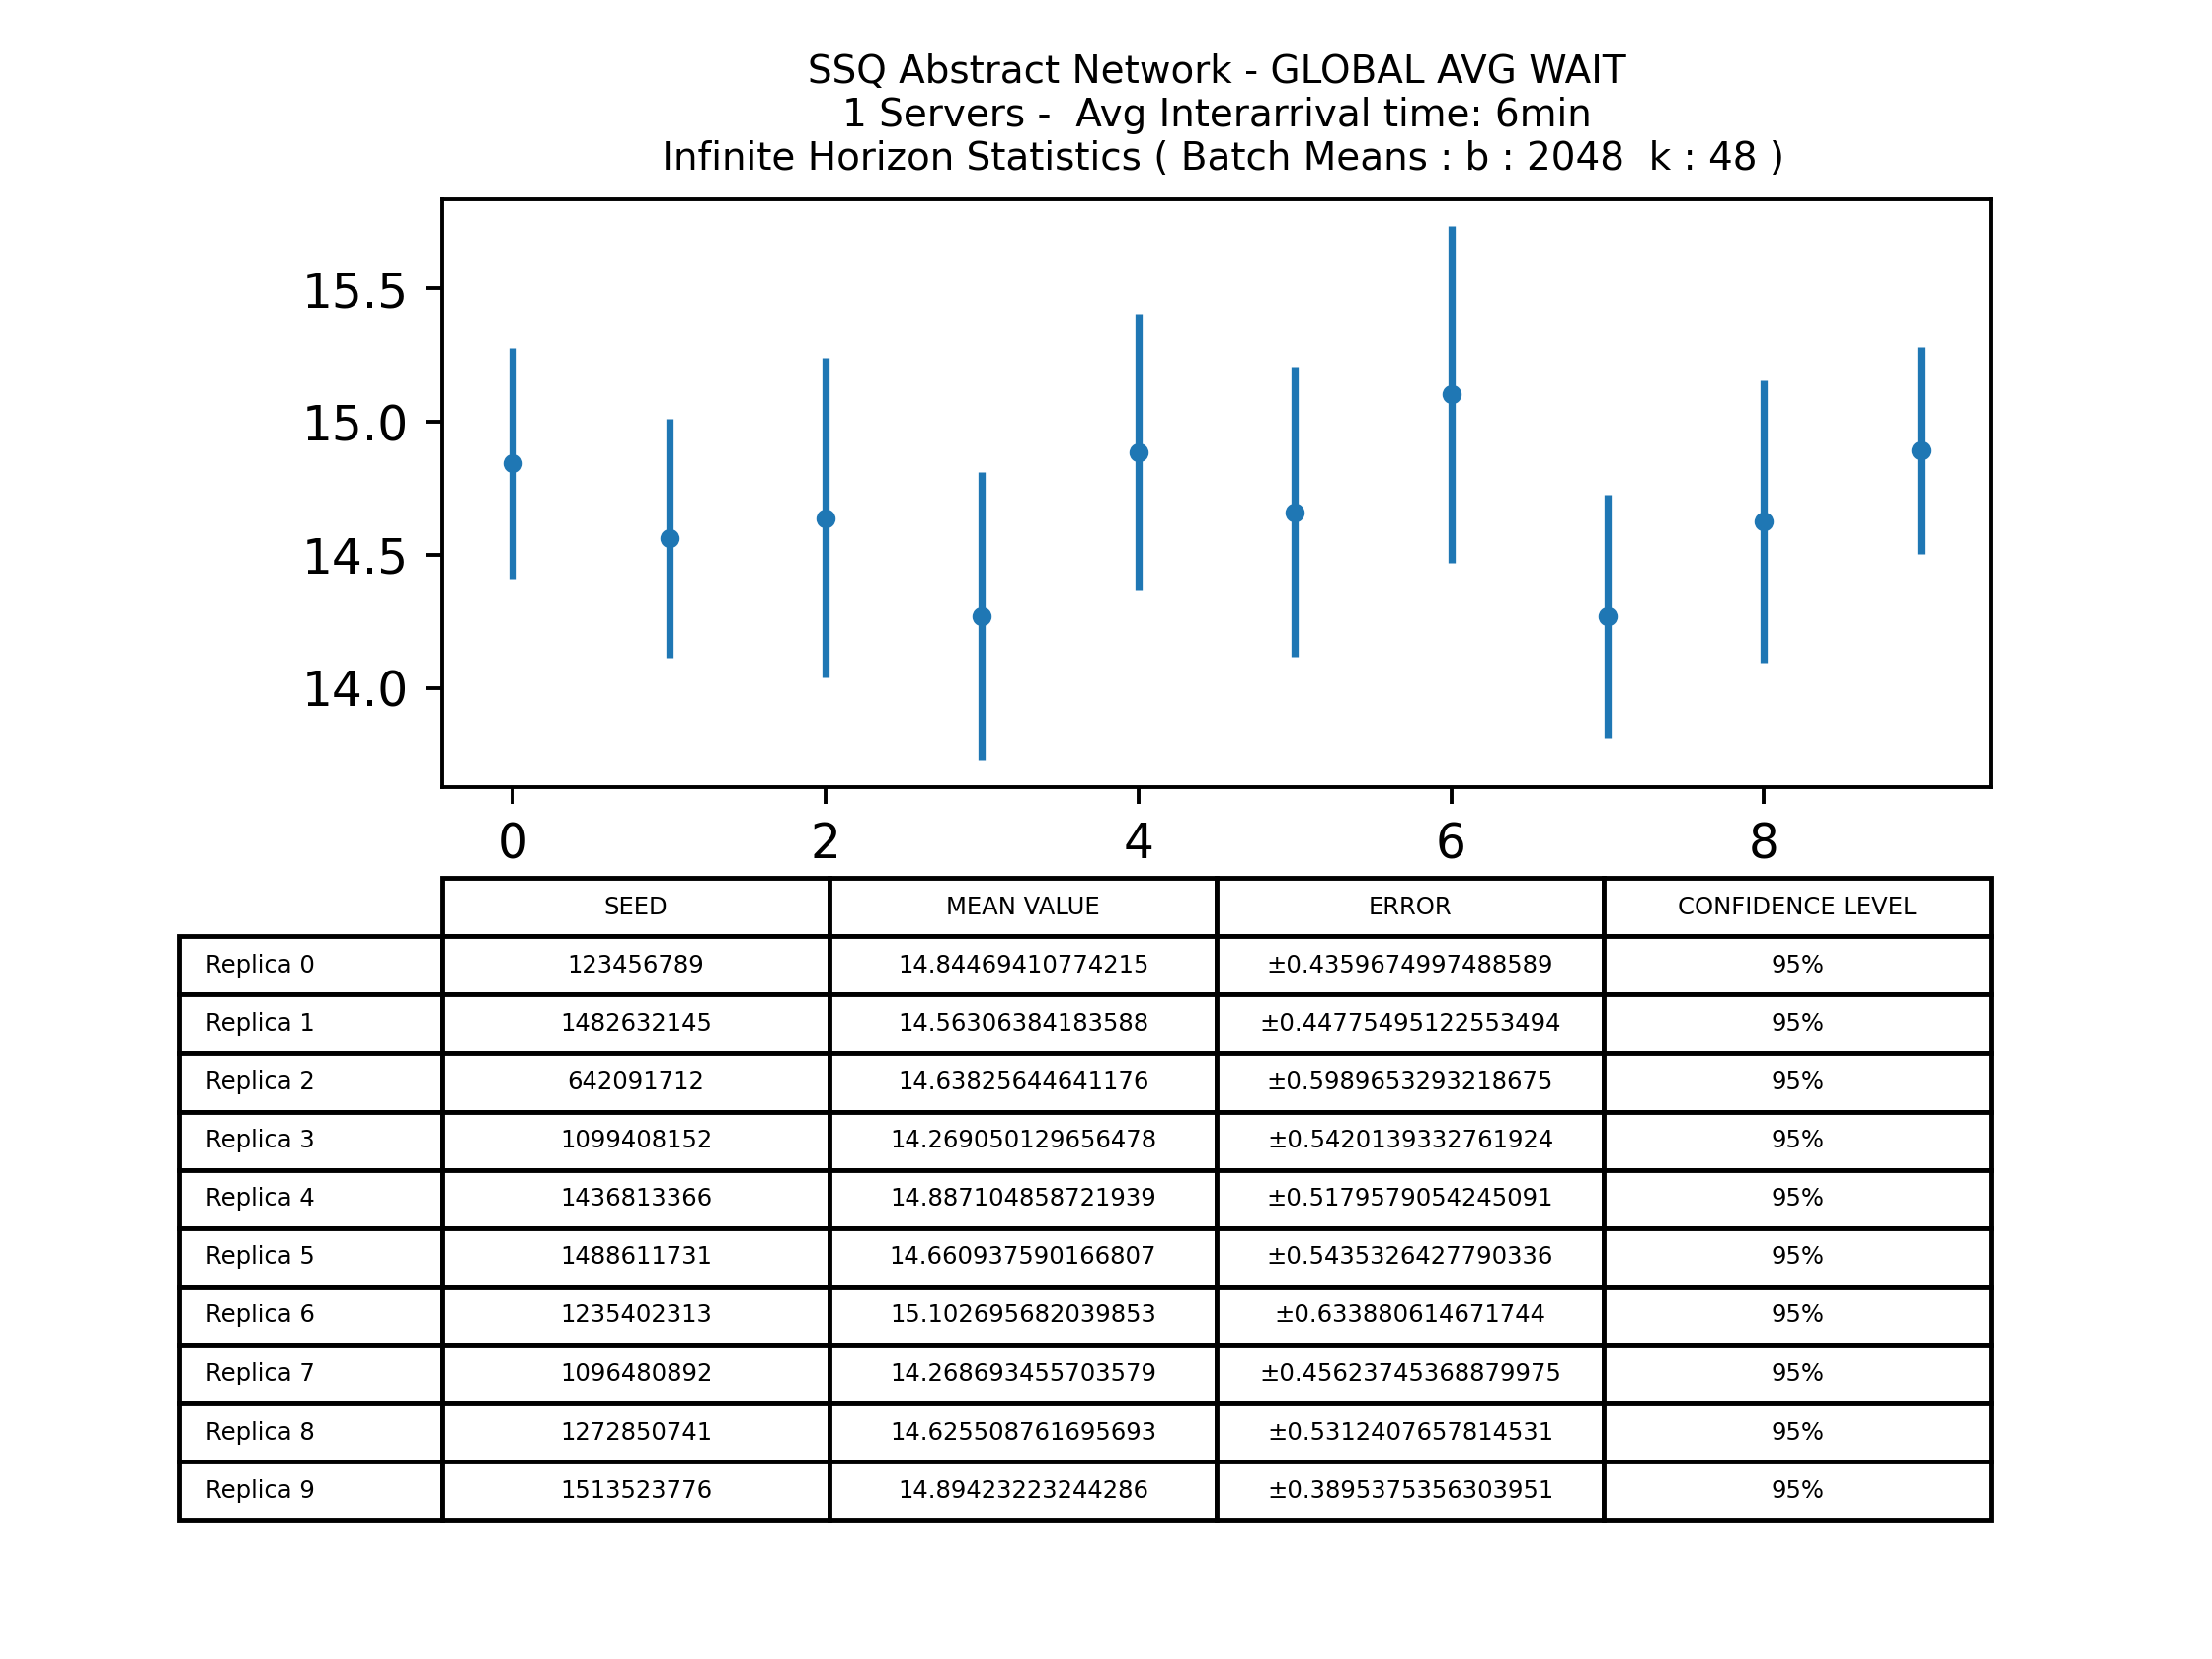 SSQ Abstract Network - GLOBAL AVG WAIT
1 Servers -  Avg Interarrival time: 6min
Infinite Horizon Statistics ( Batch Means : b : 2048  k : 48 )
15.5
15.0
14.5
14.0
0 2 4 6 8
SEED MEAN VALUE ERROR CONFIDENCE LEVEL
Replica 0 123456789 14.84469410774215 ±0.4359674997488589 95%
Replica 1 1482632145 14.56306384183588 ±0.44775495122553494 95%
Replica 2 642091712 14.63825644641176 ±0.5989653293218675 95%
Replica 3 1099408152 14.269050129656478 ±0.5420139332761924 95%
Replica 4 1436813366 14.887104858721939 ±0.5179579054245091 95%
Replica 5 1488611731 14.660937590166807 ±0.5435326427790336 95%
Replica 6 1235402313 15.102695682039853 ±0.633880614671744 95%
Replica 7 1096480892 14.268693455703579 ±0.45623745368879975 95%
Replica 8 1272850741 14.625508761695693 ±0.5312407657814531 95%
Replica 9 1513523776 14.89423223244286 ±0.3895375356303951 95%